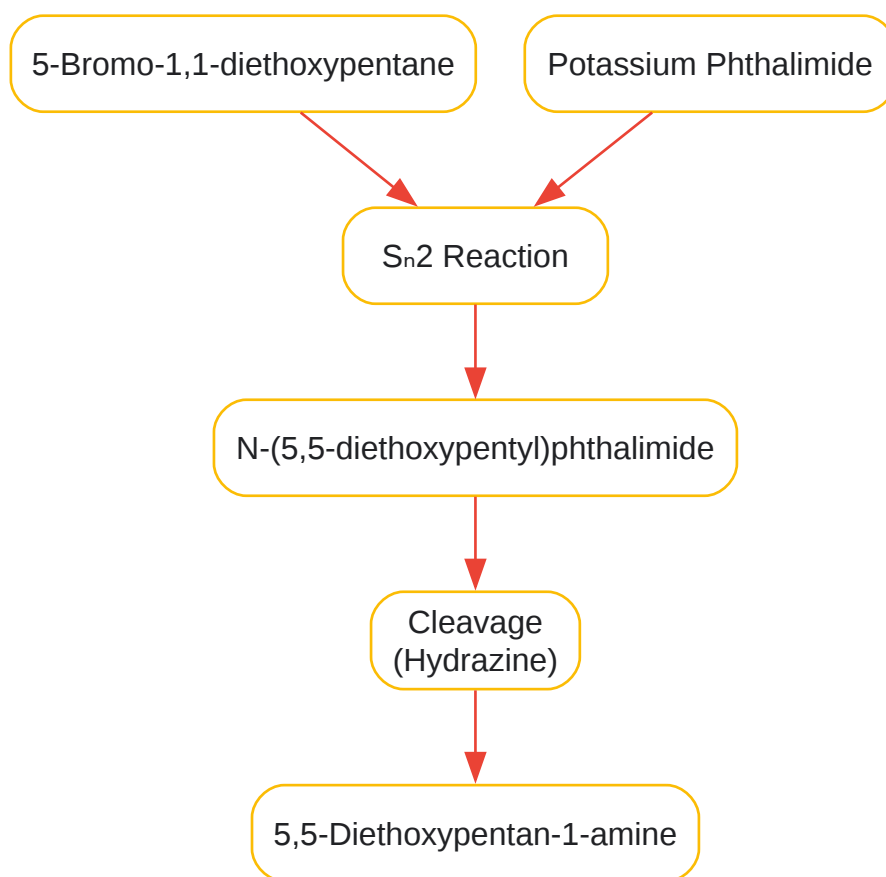 5-Bromo-1,1-diethoxypentane
Potassium Phthalimide
Sₙ2 Reaction
N-(5,5-diethoxypentyl)phthalimide
Cleavage
(Hydrazine)
5,5-Diethoxypentan-1-amine